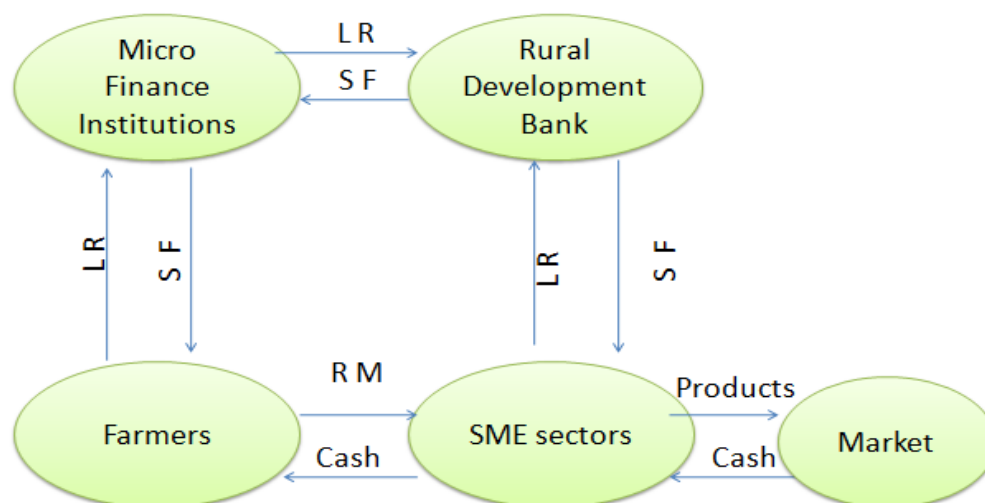 Micro
Finance
Institutions
L R
S F
Rural
Development
Bank
L R
S F
L R
S F
Farmers
R M
Cash
SME sectors
Products
Cash
Market